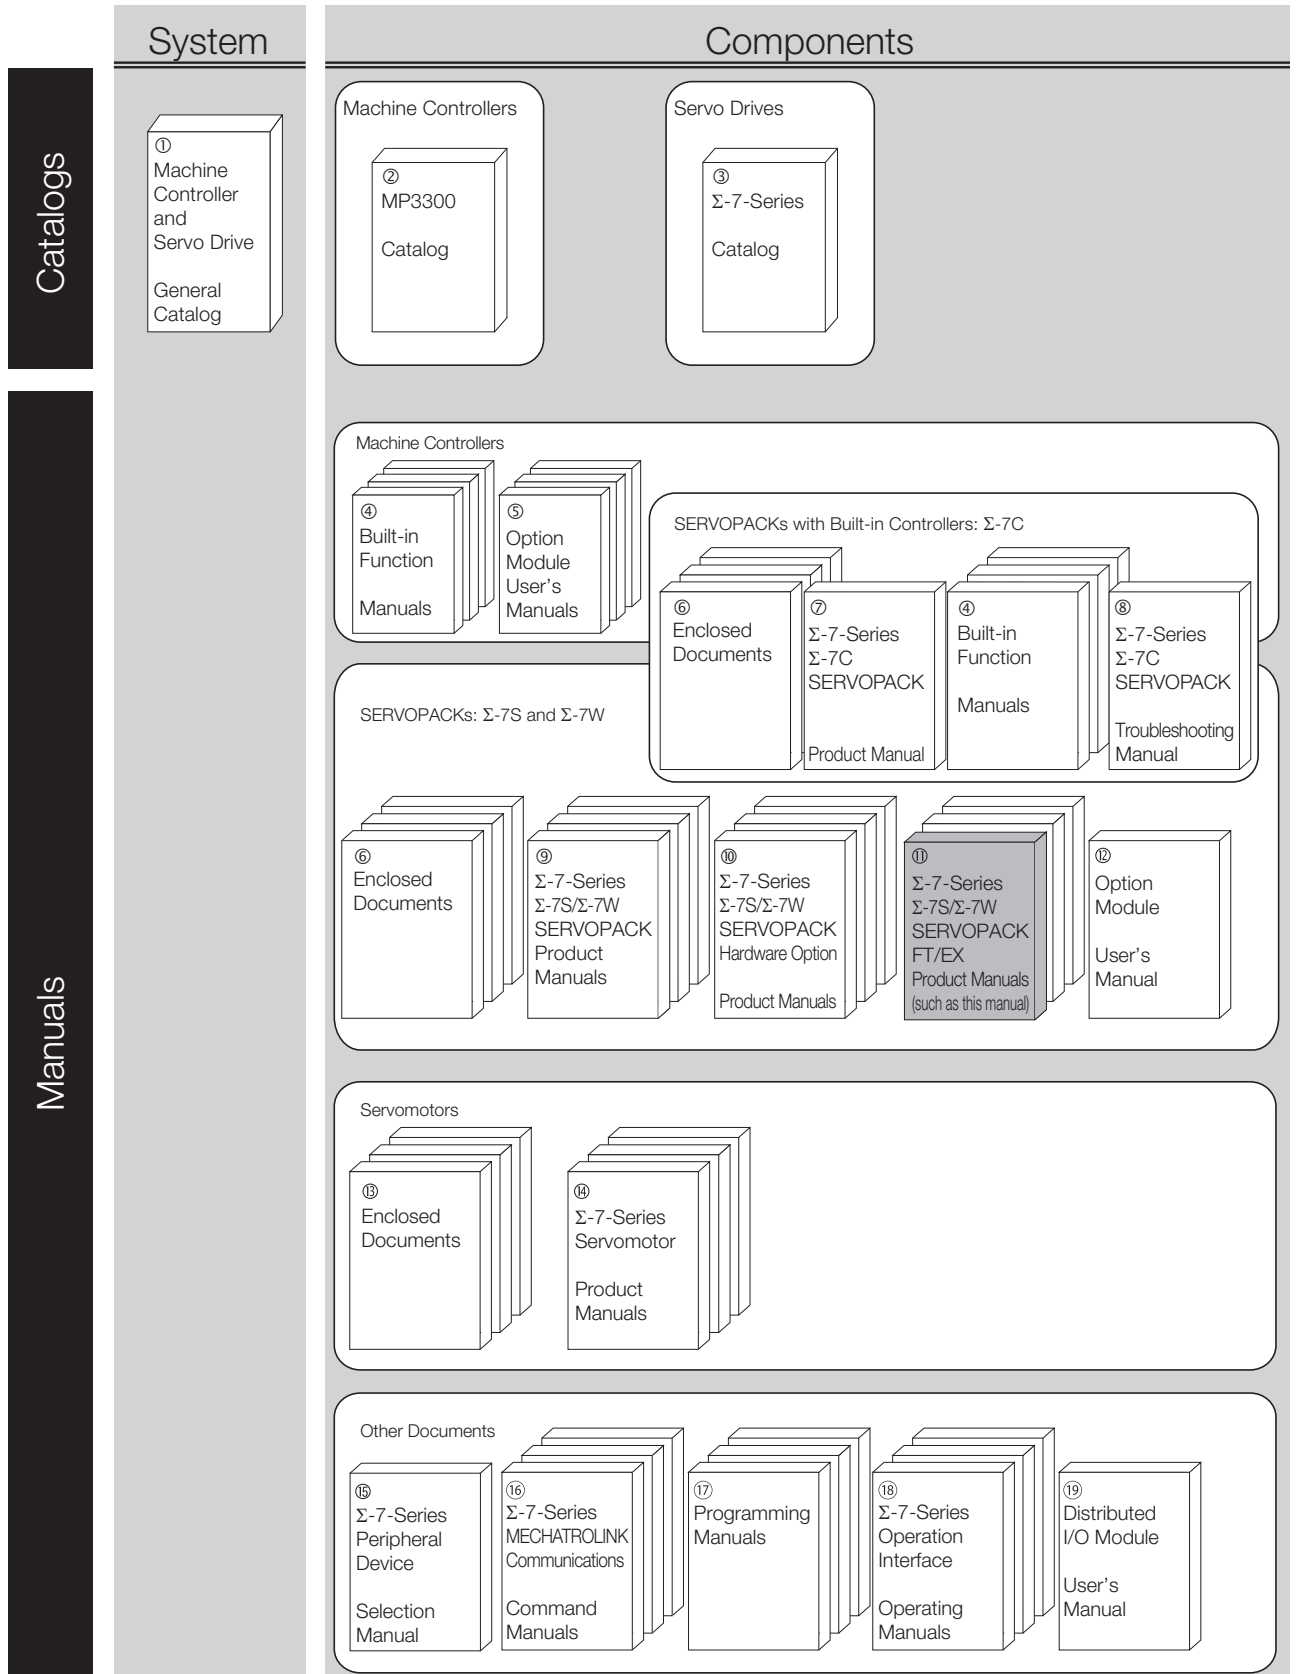 System
Components
Catalogs
①
Machine
Controller
and
Servo Drive
General
Catalog
Machine Controllers
②
MP3300
Catalog
Servo Drives
③
Σ-7-Series
Catalog
Manuals
Machine Controllers
④
Built-in
Function
Manuals
⑤
Option
Module
User's
Manuals
SERVOPACKs with Built-in Controllers: Σ-7C
⑥
Enclosed
Documents
⑦
Σ-7-Series
Σ-7C
SERVOPACK
Product Manual
④
Built-in
Function
Manuals
⑧
Σ-7-Series
Σ-7C
SERVOPACK
Troubleshooting
Manual
SERVOPACKs: Σ-7S and Σ-7W
⑥
Enclosed
Documents
⑨
Σ-7-Series
Σ-7S/Σ-7W
SERVOPACK
Product
Manuals
⑩
Σ-7-Series
Σ-7S/Σ-7W
SERVOPACK
Hardware Option
Product Manuals
⑪
Σ-7-Series
Σ-7S/Σ-7W
SERVOPACK
FT/EX
Product Manuals
(such as this manual)
⑫
Option
Module
User's
Manual
Servomotors
⑬
Enclosed
Documents
⑭
Σ-7-Series
Servomotor
Product
Manuals
Other Documents
⑮
Σ-7-Series
Peripheral
Device
Selection
Manual
⑯
Σ-7-Series
MECHATROLINK
Communications
Command
Manuals
⑰
Programming
Manuals
⑱
Σ-7-Series
Operation
Interface
Operating
Manuals
⑲
Distributed
I/O Module
User's
Manual